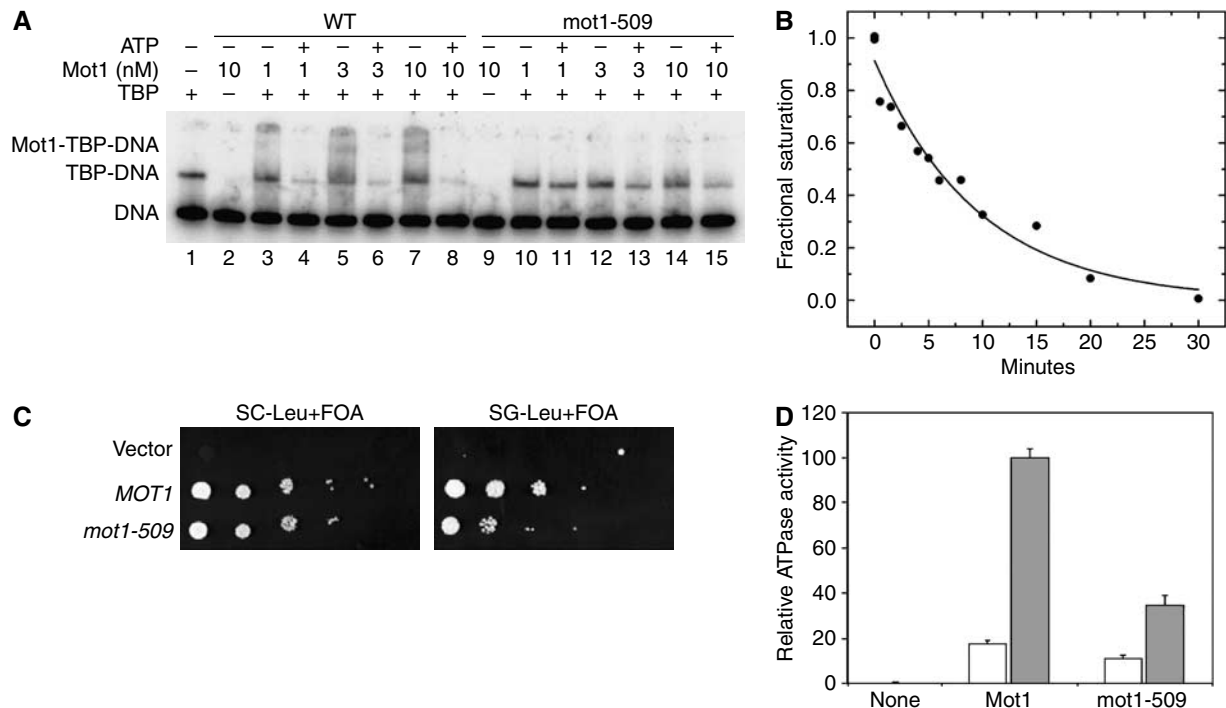 A
WT
mot1-509
ATP – – – + – + – + – – + – + – +
Mot1 (nM) – 10 1 1 3 3 10 10 10 1 1 3 3 10 10
TBP + – + + + + + + – + + + + + +
Mot1-TBP-DNA
TBP-DNA
DNA
1 2 3 4 5 6 7 8 9 10 11 12 13 14 15
B
Fractional saturation
1.0
0.8
0.6
0.4
0.2
0.0
0 5 10 15 20 25 30
Minutes
C
SC-Leu+FOA
SG-Leu+FOA
Vector
MOT1
mot1-509
D
Relative ATPase activity
120
100
80
60
40
20
0
None Mot1 mot1-509